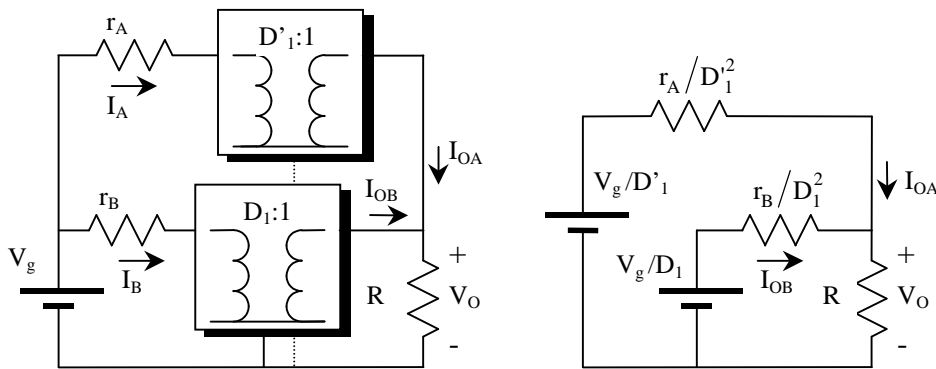 r_A
D'_1:1
I_A
I_OA
r_B
D_1:1
I_OB
V_g
I_B
R
+
V_O
-
r_A/D'_1^2
V_g/D'_1
r_B/D_1^2
I_OA
V_g/D_1
I_OB
R
+
V_O
-